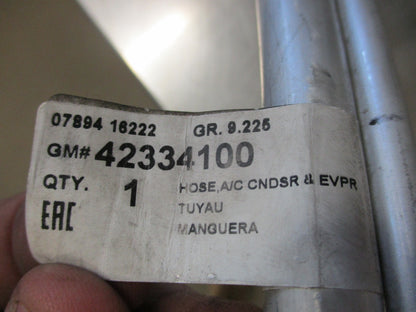 07894 16222 GR. 9.225
GM# 42334100
QTY. 1 HOSE,A/C CNDSR & EVPR
EAC TUYAU
MANGUERA